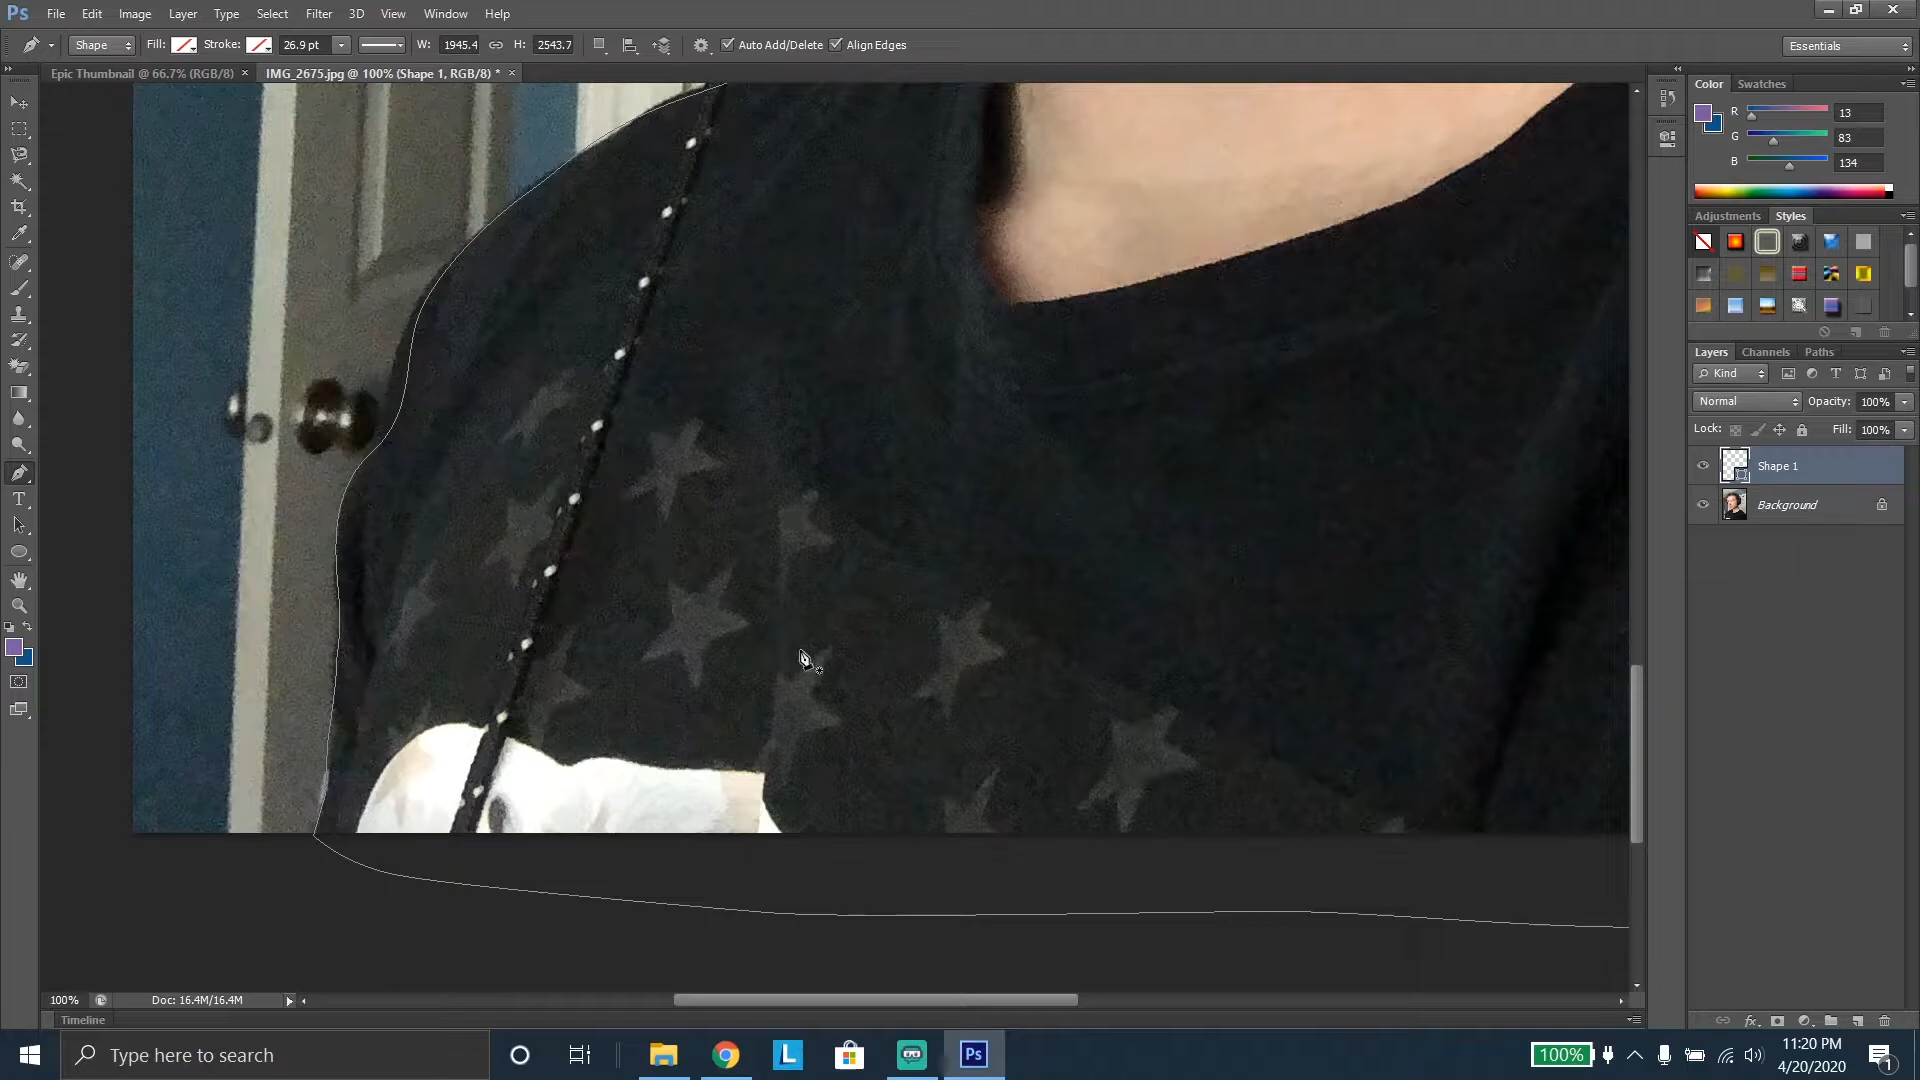 Ps File Edit Image Layer Type Select Filter 3D View Window Help
Shape Fill: Stroke: 26.9 pt W: 1945.4 H: 2543.7 Auto Add/Delete Align Edges Essentials
Epic Thumbnail @ 66.7% (RGB/8) × IMG_2675.jpg @ 100% (Shape 1, RGB/8) * ×
Color Swatches
R 13
G 83
B 134
Adjustments Styles
Layers Channels Paths
Kind T
Normal Opacity: 100%
Lock: Fill: 100%
Shape 1
Background
T
fx
100% Doc: 16.4M/16.4M
Timeline
Type here to search
L
Ps
100%
11:20 PM
4/20/2020
1